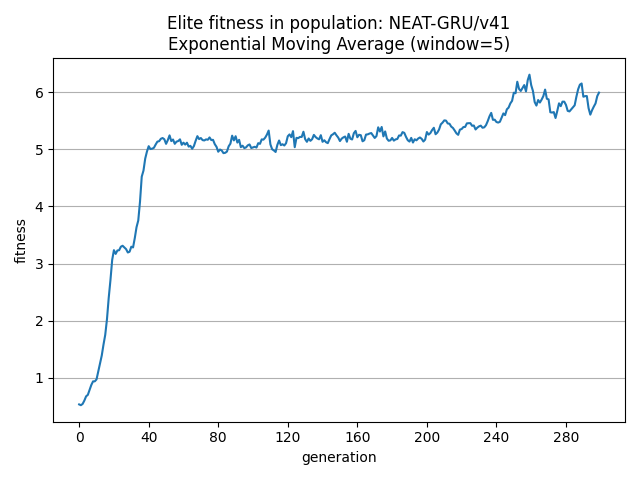 Elite fitness in population: NEAT-GRU/v41
Exponential Moving Average (window=5)
fitness
6
5
4
3
2
1
0 40 80 120 160 200 240 280
generation